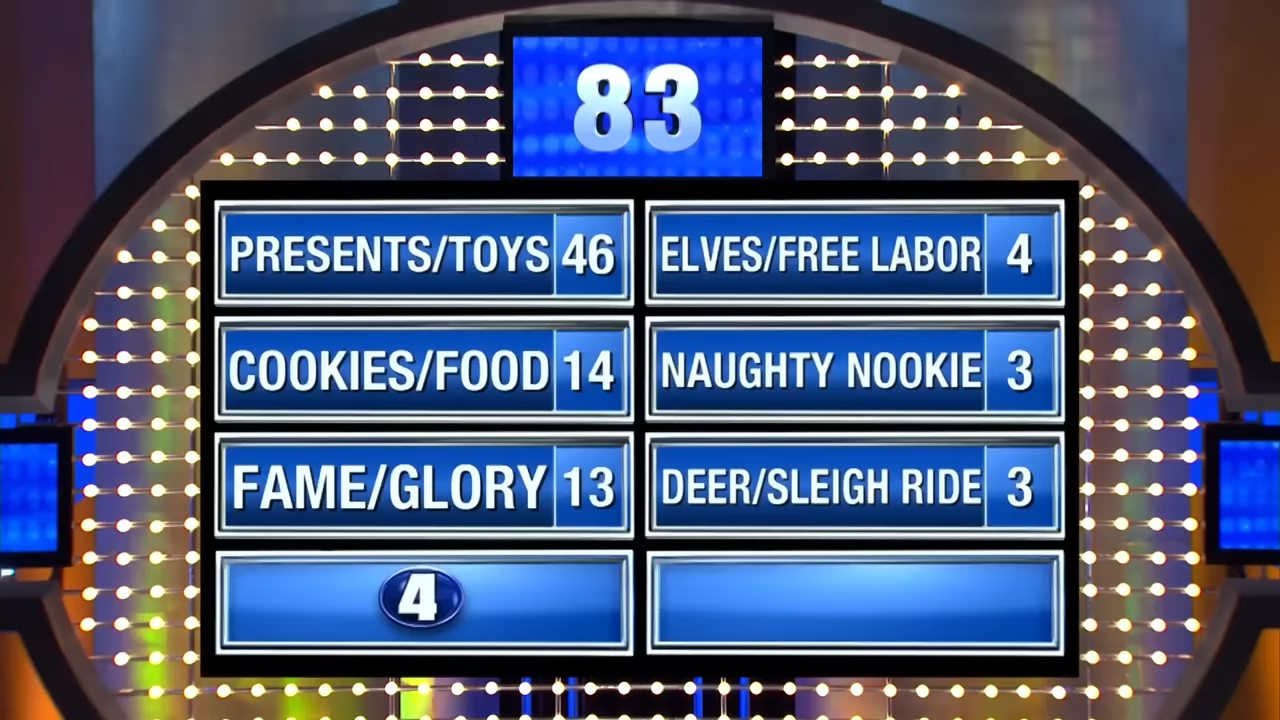 83
PRESENTS/TOYS 46
COOKIES/FOOD 14
FAME/GLORY 13
4
ELVES/FREE LABOR 4
NAUGHTY NOOKIE 3
DEER/SLEIGH RIDE 3